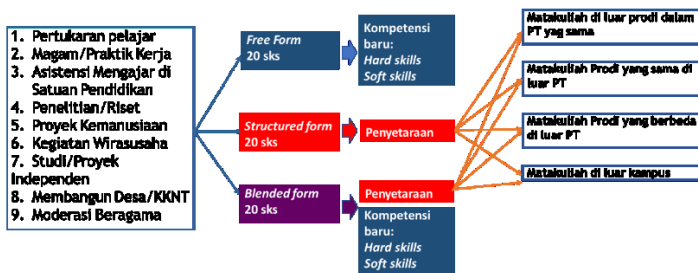 1. Pertukaran pelajar
2. Magam/Praktik Kerja
3. Asistensi Mengajar di
Satuan Pendidikan
4. Penelitian/Riset
5. Proyek Kemanusiaan
6. Kegiatan Wirasusaha
7. Studi/Proyek
Independen
8. Membangun Desa/KKNT
9. Moderasi Beragama
Free Form
20 sks
Kompetensi
baru:
Hard skills
Soft skills
Structured form
20 sks
Penyetaraan
Blended form
20 sks
Penyetaraan
Kompetensi
baru:
Hard skills
Soft skills
Matakuliah di luar prodi dalam
PT yag sama
Matakuliah Prodi yang sama di
luar PT
Matakuliah Prodi yang berbeda
di luar PT
Matakuliah di luar kampus